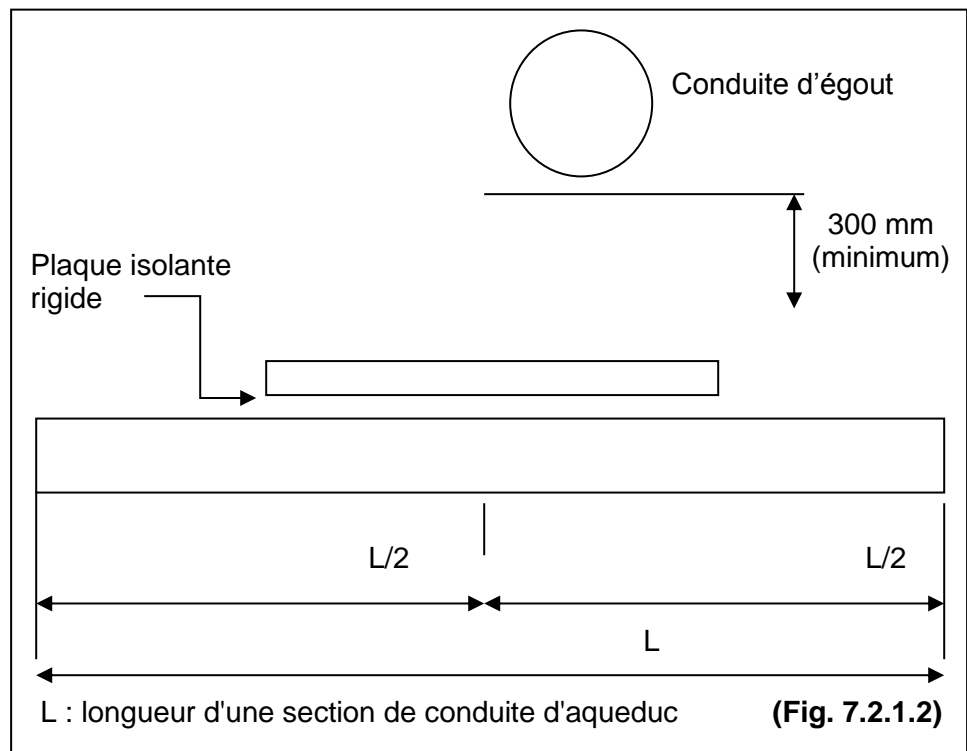 Conduite d’égout
300 mm
(minimum)
Plaque isolante
rigide
L/2
L/2
L
L : longueur d'une section de conduite d'aqueduc (Fig. 7.2.1.2)